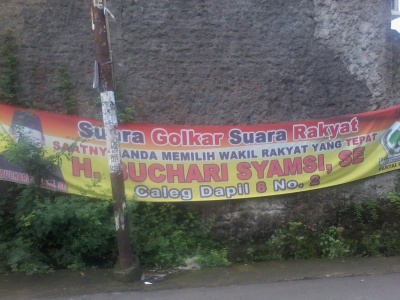 Suara Golkar Suara Rakyat
SAATNYA ANDA MEMILIH WAKIL RAKYAT YANG TEPAT
H, BUCHARI SYAMSI, SE
Caleg Dapil 6 No. 2